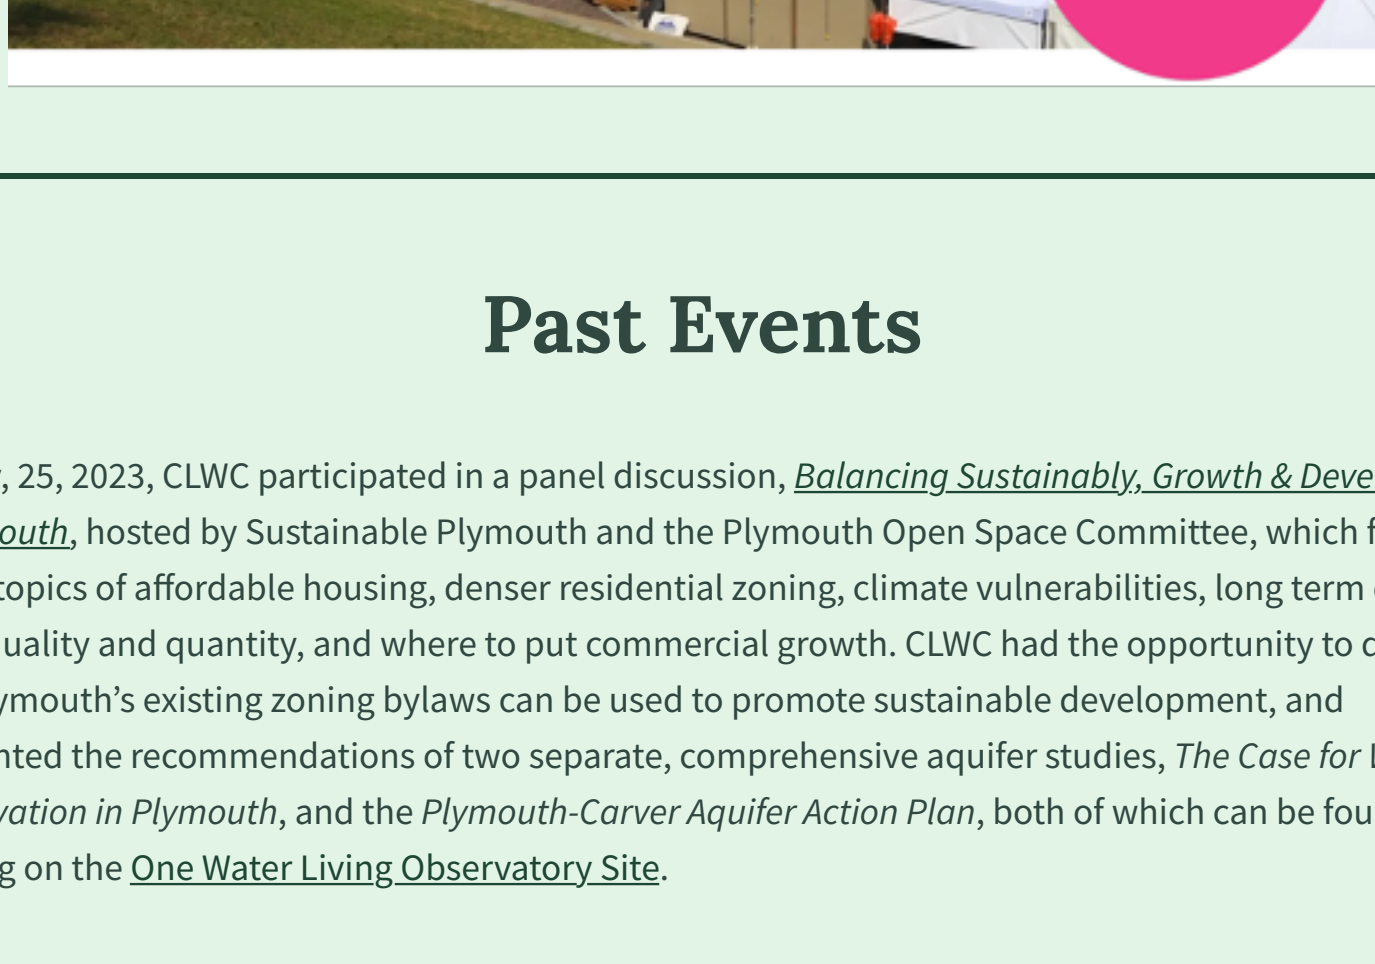 Past Events
, 25, 2023, CLWC participated in a panel discussion, Balancing Sustainably, Growth & Deve
outh, hosted by Sustainable Plymouth and the Plymouth Open Space Committee, which f
topics of affordable housing, denser residential zoning, climate vulnerabilities, long term
uality and quantity, and where to put commercial growth. CLWC had the opportunity to
ymouth’s existing zoning bylaws can be used to promote sustainable development, and
nted the recommendations of two separate, comprehensive aquifer studies, The Case for
vation in Plymouth, and the Plymouth-Carver Aquifer Action Plan, both of which can be fou
g on the One Water Living Observatory Site.